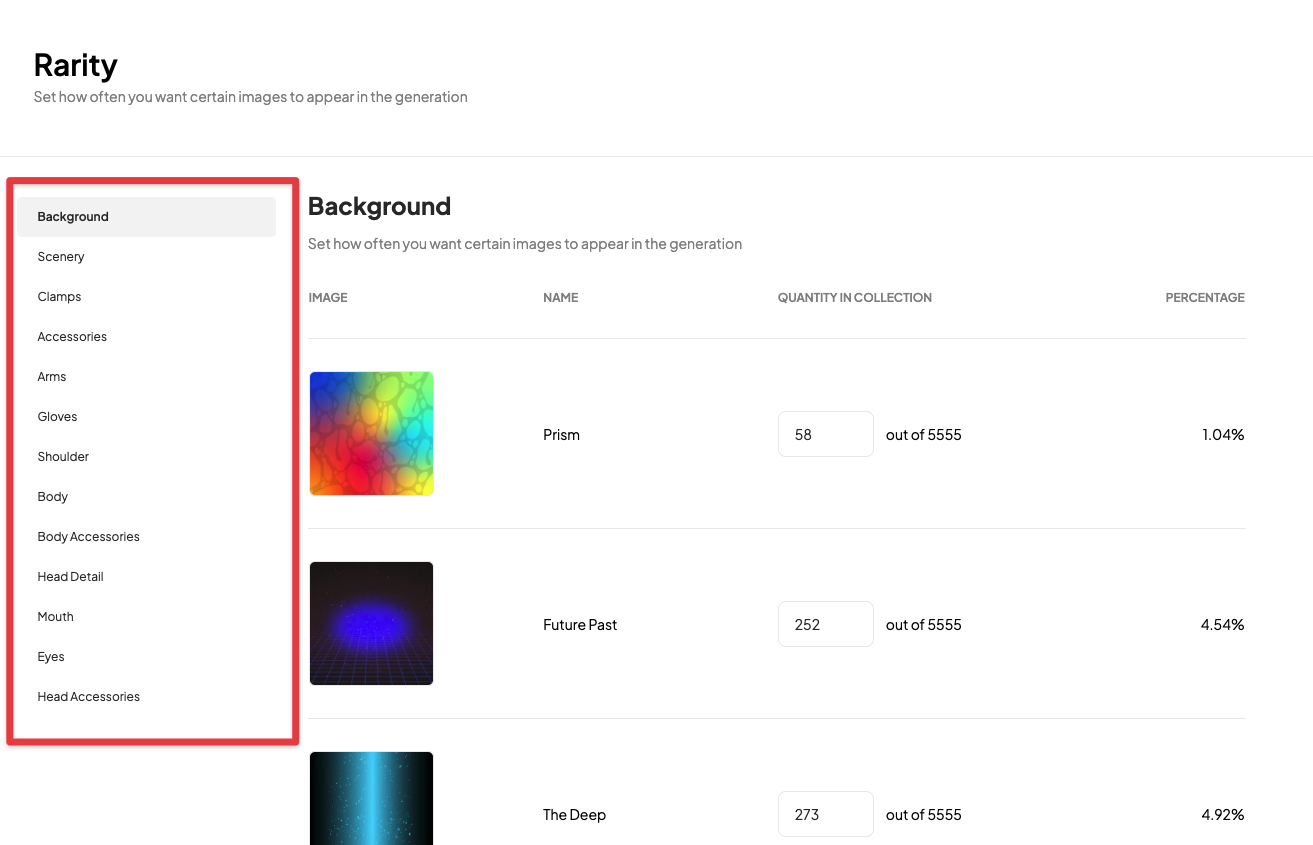 Rarity
Set how often you want certain images to appear in the generation
Background
Scenery
Clamps
Accessories
Arms
Gloves
Shoulder
Body
Body Accessories
Head Detail
Mouth
Eyes
Head Accessories
Background
Set how often you want certain images to appear in the generation
IMAGE NAME QUANTITY IN COLLECTION PERCENTAGE
Prism 58 out of 5555 1.04%
Future Past 252 out of 5555 4.54%
The Deep 273 out of 5555 4.92%